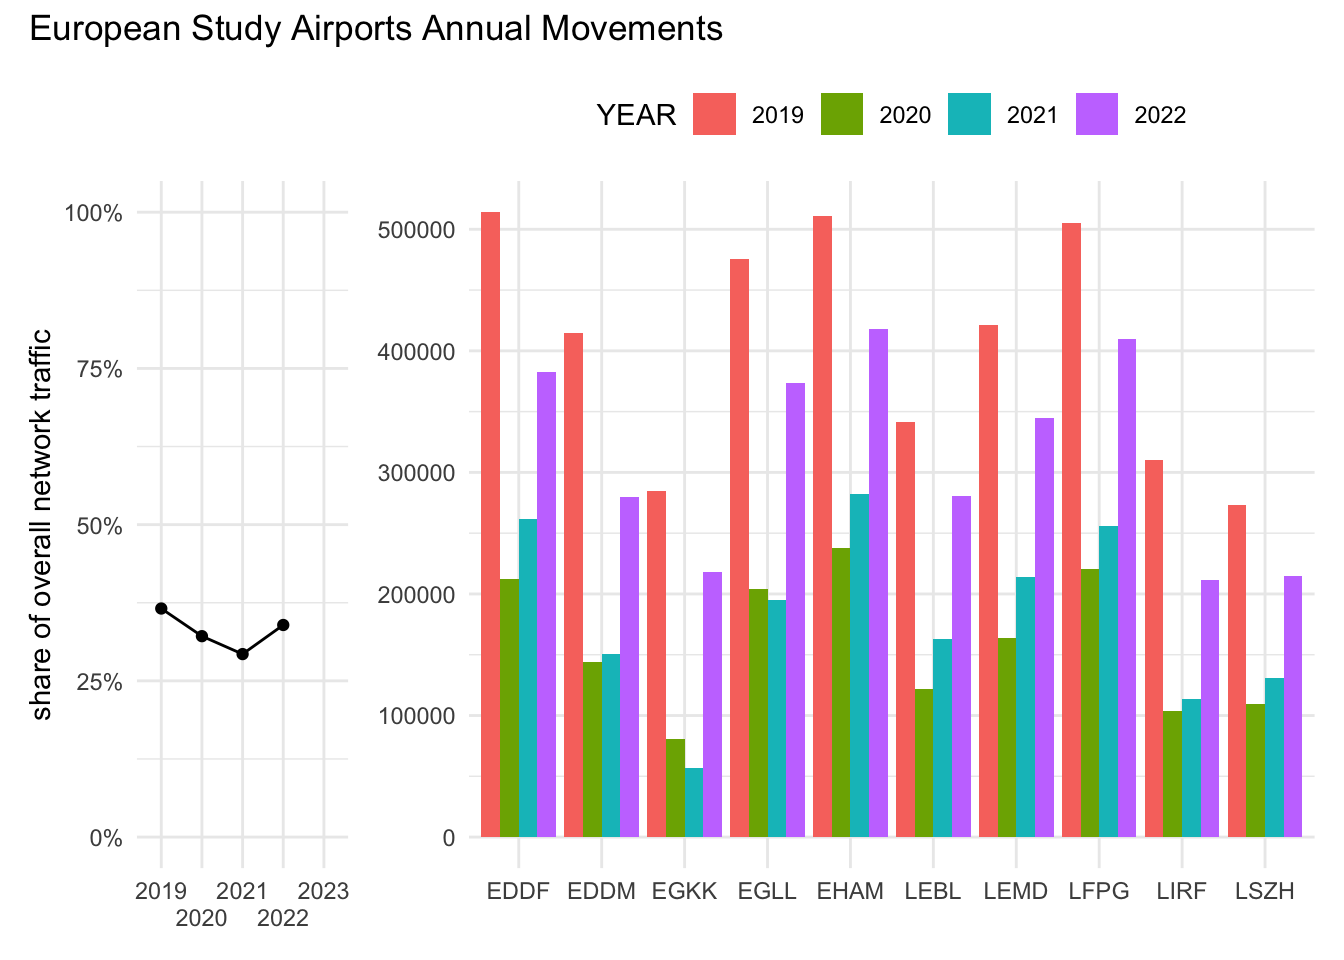 European Study Airports Annual Movements
YEAR 2019 2020 2021 2022
share of overall network traffic
100%
75%
50%
25%
0%
2019 2021 2023
2020 2022
500000
400000
300000
200000
100000
0
EDDF EDDM EGKK EGLL EHAM LEBL LEMD LFPG LIRF LSZH